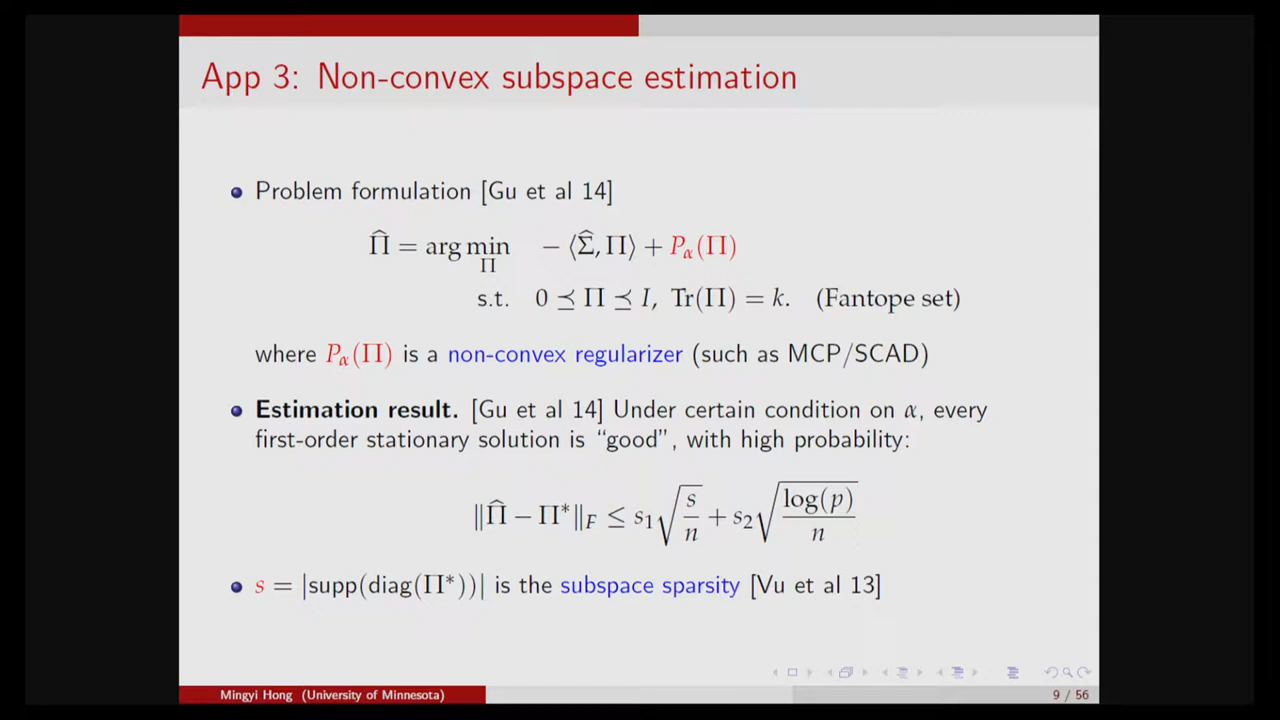 App 3: Non-convex subspace estimation
Problem formulation [Gu et al 14]
Π̂ = arg min_Π − ⟨Σ̂, Π⟩ + P_α(Π)
s.t. 0 ⪯ Π ⪯ I, Tr(Π) = k. (Fantope set)
where P_α(Π) is a non-convex regularizer (such as MCP/SCAD)
Estimation result. [Gu et al 14] Under certain condition on α, every
first-order stationary solution is “good”, with high probability:
‖Π̂ − Π*‖_F ≤ s₁√(s/n) + s₂√(log(p)/n)
s = |supp(diag(Π*))| is the subspace sparsity [Vu et al 13]
Mingyi Hong (University of Minnesota)
9 / 56